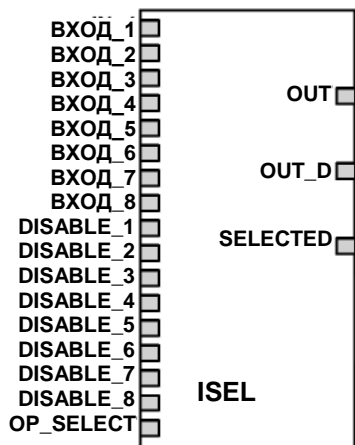 ВХОД_1
ВХОД_2
ВХОД_3
ВХОД_4
ВХОД_5
ВХОД_6
ВХОД_7
ВХОД_8
DISABLE_1
DISABLE_2
DISABLE_3
DISABLE_4
DISABLE_5
DISABLE_6
DISABLE_7
DISABLE_8
OP_SELECT
OUT
OUT_D
SELECTED
ISEL